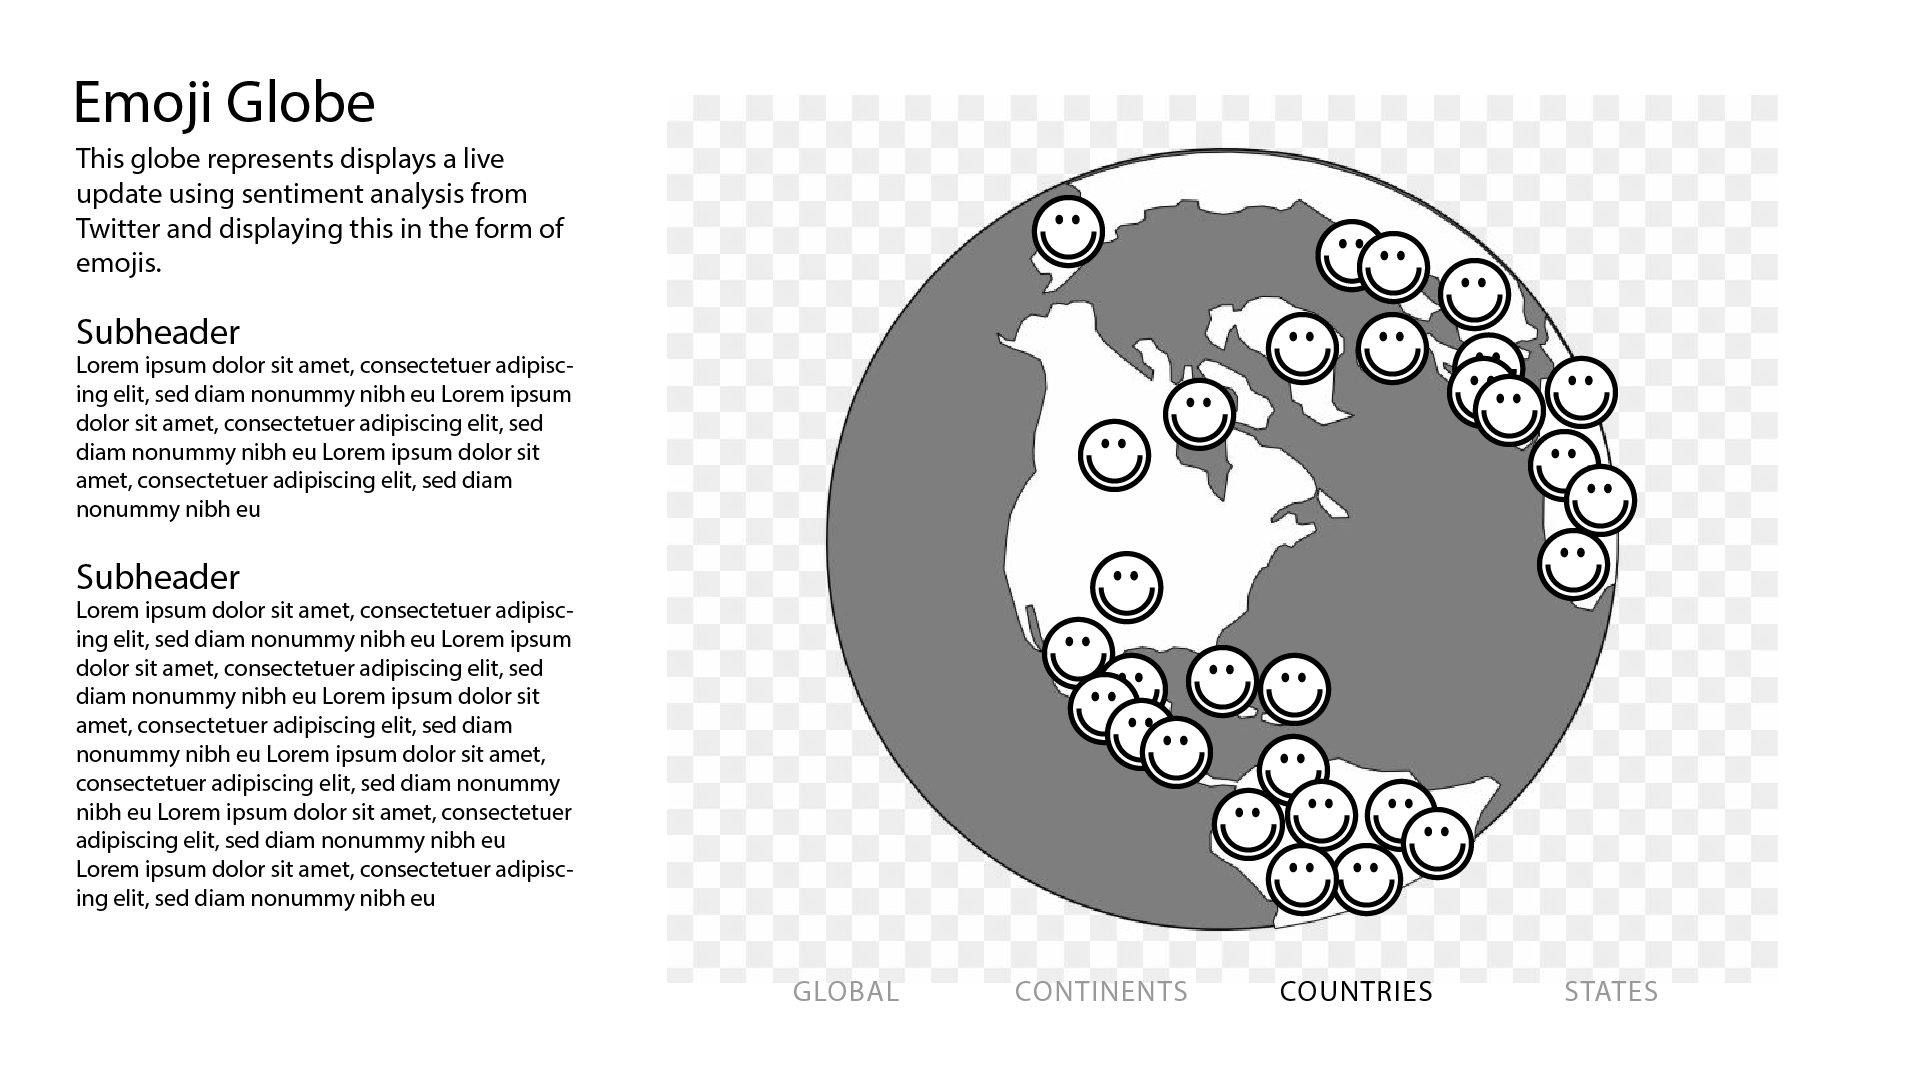 Emoji Globe
This globe represents displays a live
update using sentiment analysis from
Twitter and displaying this in the form of
emojis.
Subheader
Lorem ipsum dolor sit amet, consectetuer adipisc-
ing elit, sed diam nonummy nibh eu Lorem ipsum
dolor sit amet, consectetuer adipiscing elit, sed
diam nonummy nibh eu Lorem ipsum dolor sit
amet, consectetuer adipiscing elit, sed diam
nonummy nibh eu
Subheader
Lorem ipsum dolor sit amet, consectetuer adipisc-
ing elit, sed diam nonummy nibh eu Lorem ipsum
dolor sit amet, consectetuer adipiscing elit, sed
diam nonummy nibh eu Lorem ipsum dolor sit
amet, consectetuer adipiscing elit, sed diam
nonummy nibh eu Lorem ipsum dolor sit amet,
consectetuer adipiscing elit, sed diam nonummy
nibh eu Lorem ipsum dolor sit amet, consectetuer
adipiscing elit, sed diam nonummy nibh eu
Lorem ipsum dolor sit amet, consectetuer adipisc-
ing elit, sed diam nonummy nibh eu
GLOBAL CONTINENTS COUNTRIES STATES